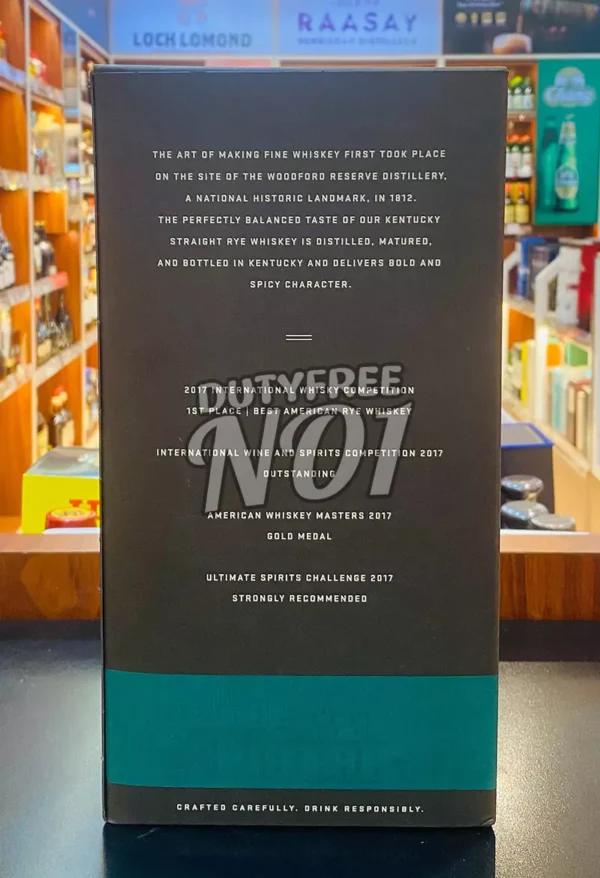 LOCH LOMOND
RAASAY
THE ART OF MAKING FINE WHISKEY FIRST TOOK PLACE
ON THE SITE OF THE WOODFORD RESERVE DISTILLERY,
A NATIONAL HISTORIC LANDMARK, IN 1812.
THE PERFECTLY BALANCED TASTE OF OUR KENTUCKY
STRAIGHT RYE WHISKEY IS DISTILLED, MATURED,
AND BOTTLED IN KENTUCKY AND DELIVERS BOLD AND
SPICY CHARACTER.
DUTYFREE
NO1
2017 INTERNATIONAL WHISKY COMPETITION
1ST PLACE | BEST AMERICAN RYE WHISKEY
INTERNATIONAL WINE AND SPIRITS COMPETITION 2017
OUTSTANDING
AMERICAN WHISKEY MASTERS 2017
GOLD MEDAL
ULTIMATE SPIRITS CHALLENGE 2017
STRONGLY RECOMMENDED
CRAFTED CAREFULLY. DRINK RESPONSIBLY.